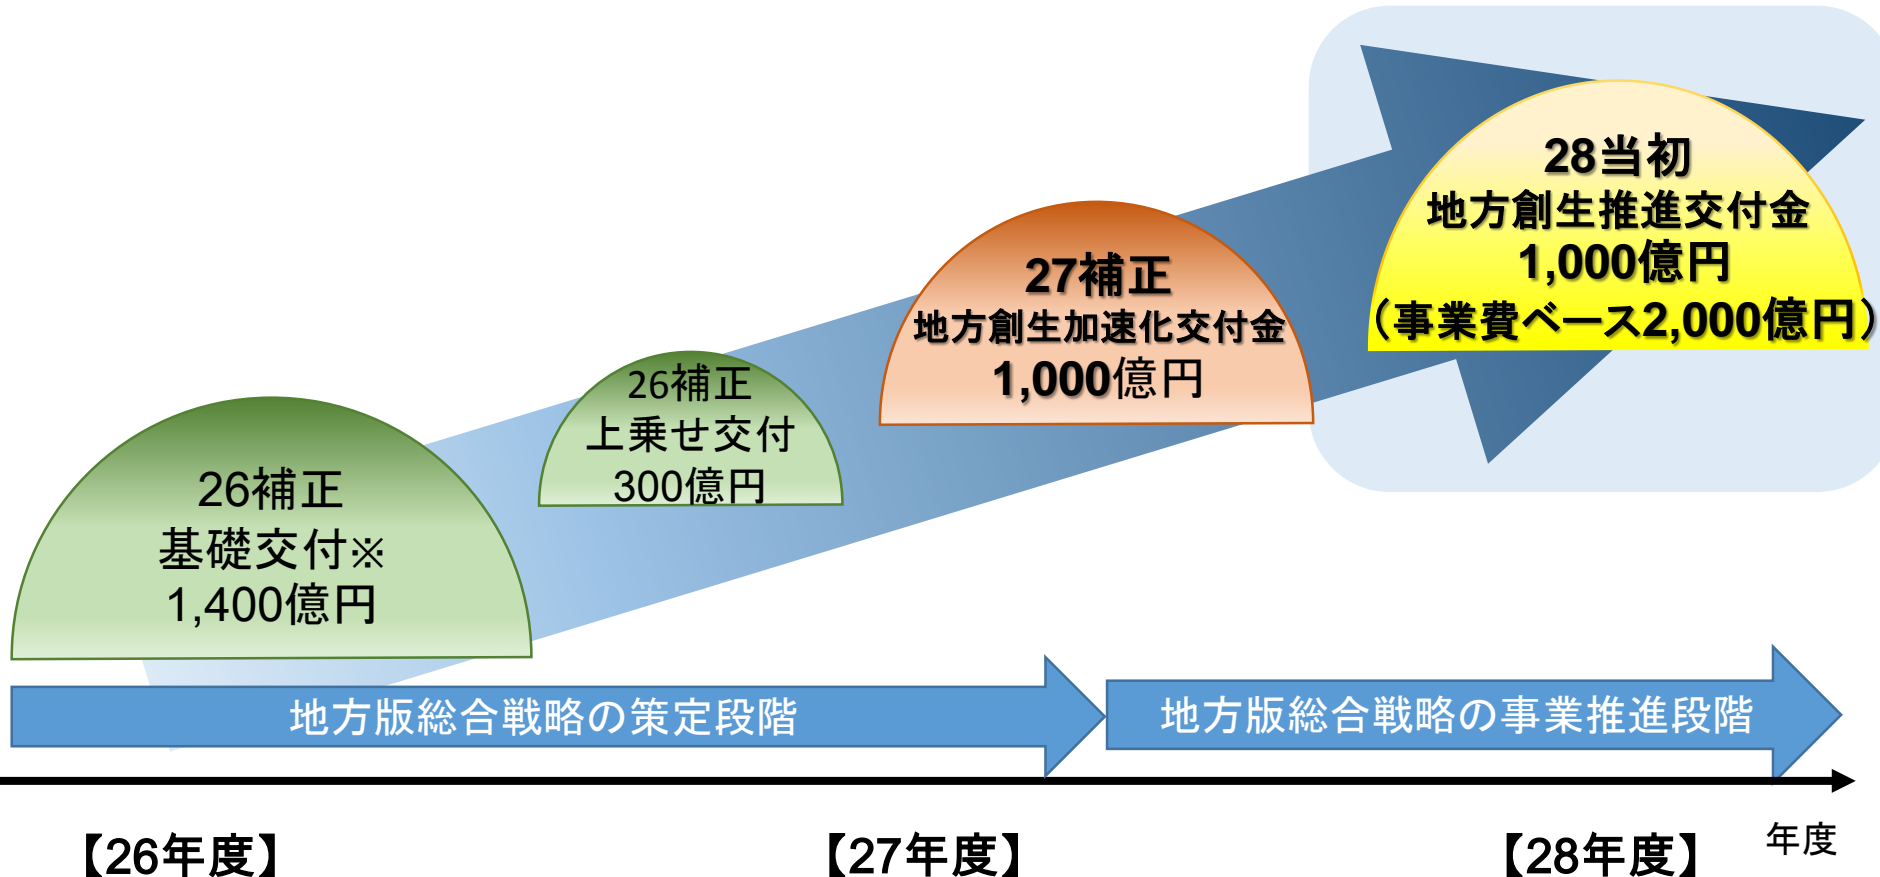 26補正
基礎交付※
1,400億円
26補正
上乗せ交付
300億円
27補正
地方創生加速化交付金
1,000億円
28当初
地方創生推進交付金
1,000億円
（事業費ベース2,000億円）
地方版総合戦略の策定段階
地方版総合戦略の事業推進段階
【26年度】
【27年度】
【28年度】
年度